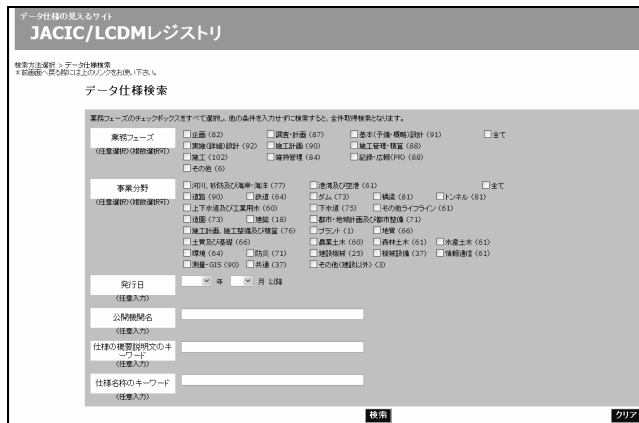 データ仕様の見えるサイト
JACIC/LCDMレジストリ
検索方法選択 > データ仕様検索
×前画面へ戻る際には上のリンクをお使い下さい。
データ仕様検索
業務フェーズのチェックボックスをすべて選択し、他の条件を入力せずに検索すると、全件取得検索となります。
業務フェーズ
(任意選択)(複数選択可)
企画 (82) 調査・計画 (87) 基本(予備・概略)設計 (91) 全て
実施(詳細)設計 (92) 施工計画 (90) 施工管理・積算 (88)
施工 (102) 維持管理 (84) 記録・広報(PR) (88)
その他 (6)
事業分野
(任意選択)(複数選択可)
河川、砂防及び海岸・海洋 (77) 港湾及び空港 (61) 全て
道路 (90) 鉄道 (64) ダム (73) 橋梁 (81) トンネル (81)
上下水道及び工業用水 (60) 下水道 (75) その他ライフライン (61)
造園 (73) 建築 (18) 都市・地域計画及び都市整備 (71)
施工計画、施工整備及び積算 (76) プラント (1) 地質 (66)
土質及び基礎 (66) 農業土木 (60) 森林土木 (61) 水産土木 (61)
環境 (64) 防災 (71) 建設機械 (25) 機械設備 (37) 情報通信 (61)
測量・GIS (90) 共通 (37) その他(建設以外) (3)
発行日
(任意入力)
年 月 以降
公開機関名
(任意入力)
仕様の概要説明文のキーワード
(任意入力)
仕様名称のキーワード
(任意入力)
検索 クリア